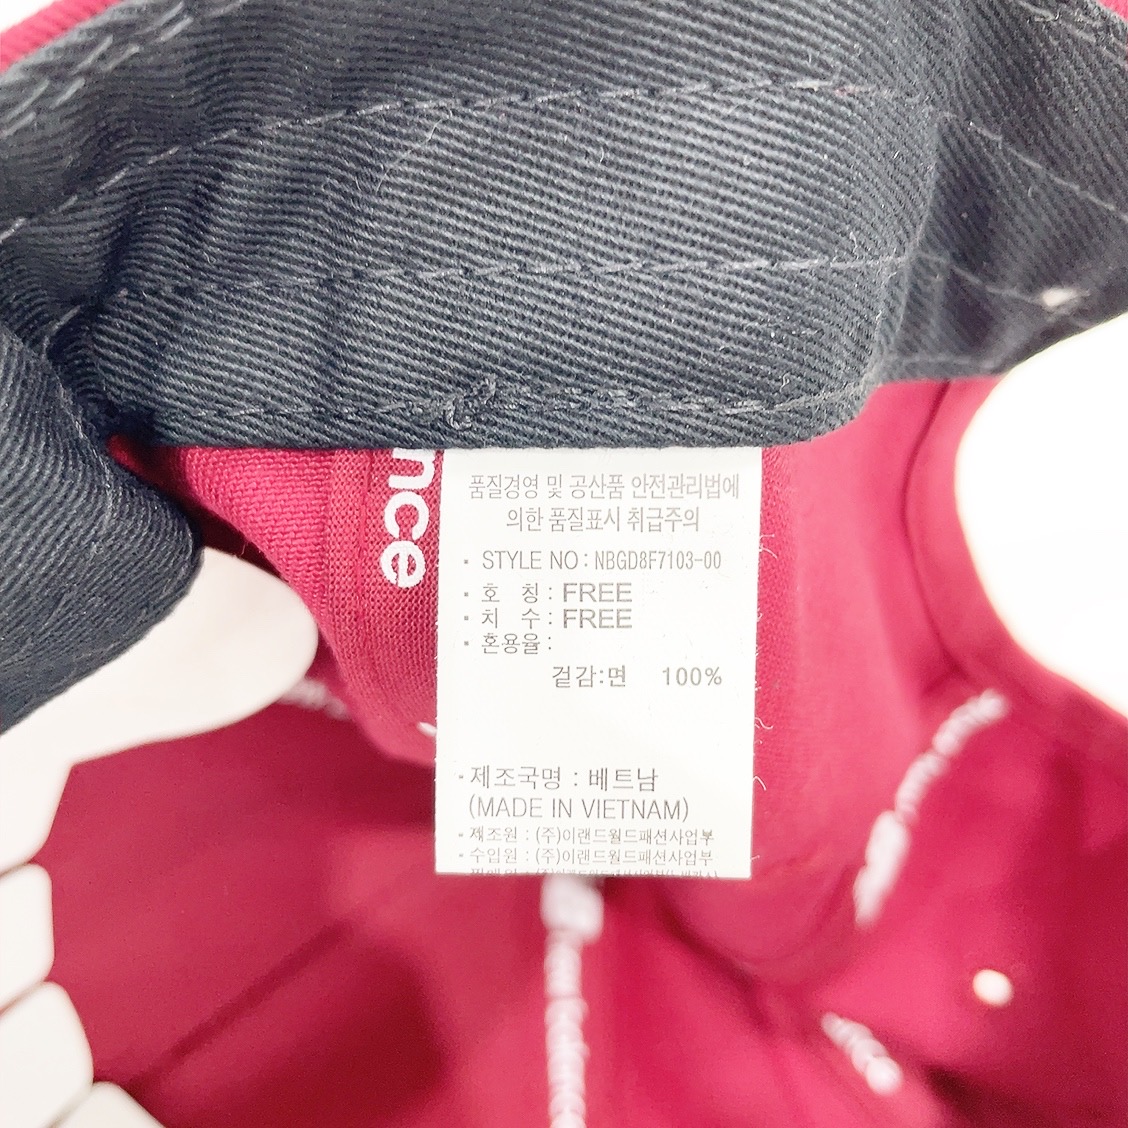 nce
품질경영 및 공산품 안전관리법에
의한 품질표시 취급주의
· STYLE NO : NBGD8F7103-00
· 호 칭 : FREE
· 치 수 : FREE
· 혼용율 :
겉감:면 100%
· 제조국명 : 베트남
(MADE IN VIETNAM)
· 제조원 : (주)이랜드월드패션사업부
· 수입원 : (주)이랜드월드패션사업부